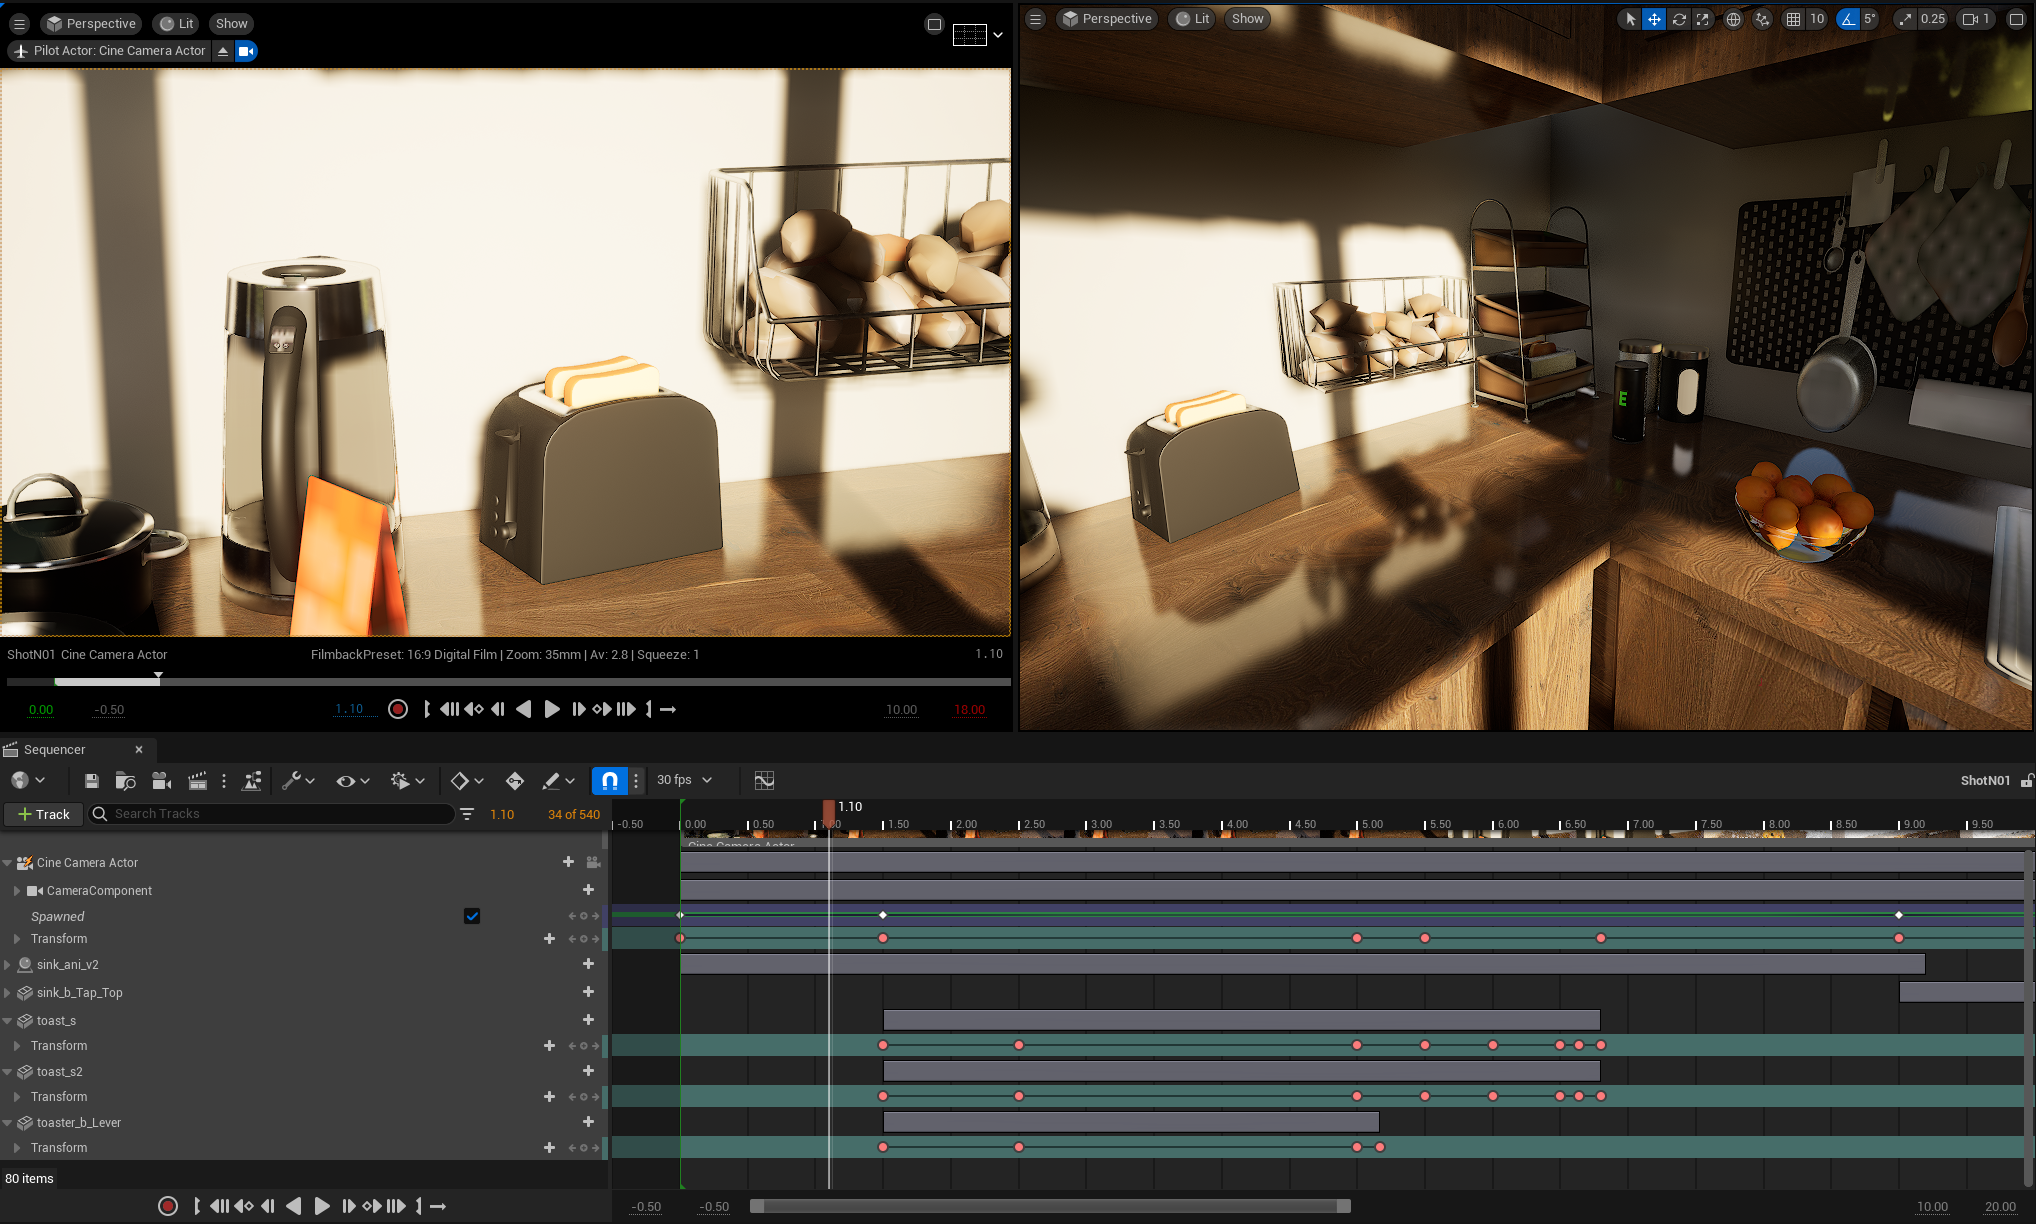 Perspective Lit Show
Pilot Actor: Cine Camera Actor
Perspective Lit Show
10 5° 0.25 1
E
ShotN01 Cine Camera Actor
FilmbackPreset: 16:9 Digital Film | Zoom: 35mm | Av: 2.8 | Squeeze: 1
1.10
0.00 -0.50 1.10 10.00 18.00
Sequencer
30 fps
ShotN01
Track
Search Tracks
1.10 34 of 540
1.10
-0.50 0.00 0.50 1.00 1.50 2.00 2.50 3.00 3.50 4.00 4.50 5.00 5.50 6.00 6.50 7.00 7.50 8.00 8.50 9.00 9.50
Cine Camera Actor
Cine Camera Actor
CameraComponent
Spawned
Transform
sink_ani_v2
sink_b_Tap_Top
toast_s
Transform
toast_s2
Transform
toaster_b_Lever
Transform
80 items
-0.50 -0.50 10.00 20.00